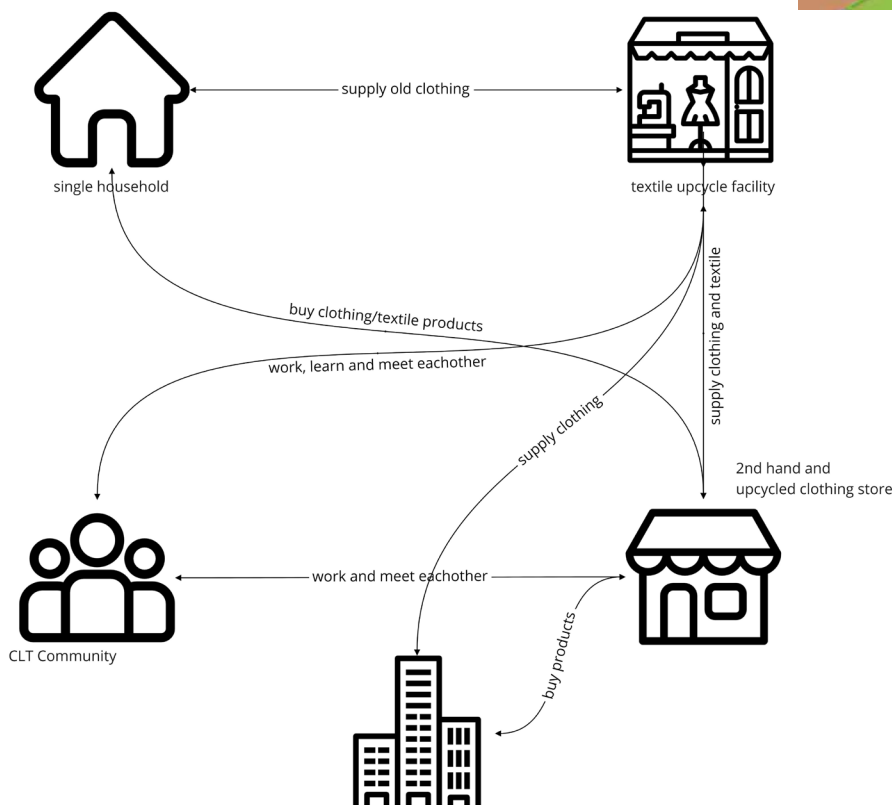 supply old clothing
single household
textile upcycle facility
supply clothing and textile
buy clothing/textile products
work, learn and meet eachother
supply clothing
2nd hand and
upcycled clothing store
work and meet eachother
buy products
CLT Community